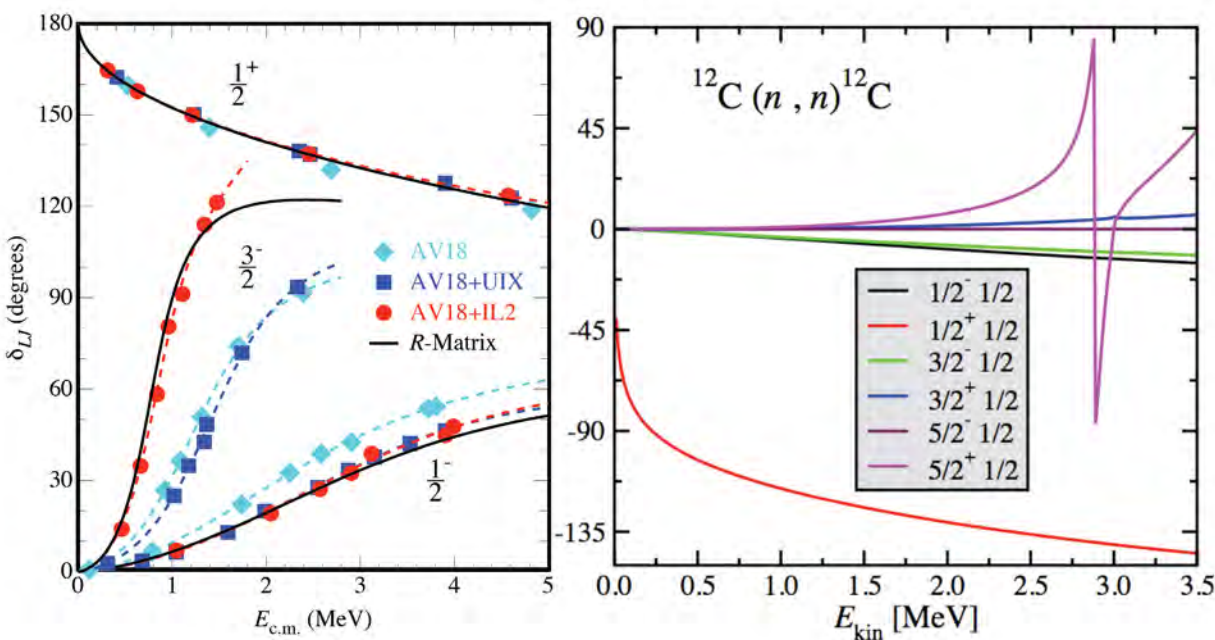 180
150
120
90
60
30
0
δLJ (degrees)
1/2+
3/2-
1/2-
AV18
AV18+UIX
AV18+IL2
R-Matrix
0 1 2 3 4 5
Ec.m. (MeV)
90
45
0
-45
-90
-135
12C (n , n)12C
1/2- 1/2
1/2+ 1/2
3/2- 1/2
3/2+ 1/2
5/2- 1/2
5/2+ 1/2
0.0 0.5 1.0 1.5 2.0 2.5 3.0 3.5
Ekin [MeV]